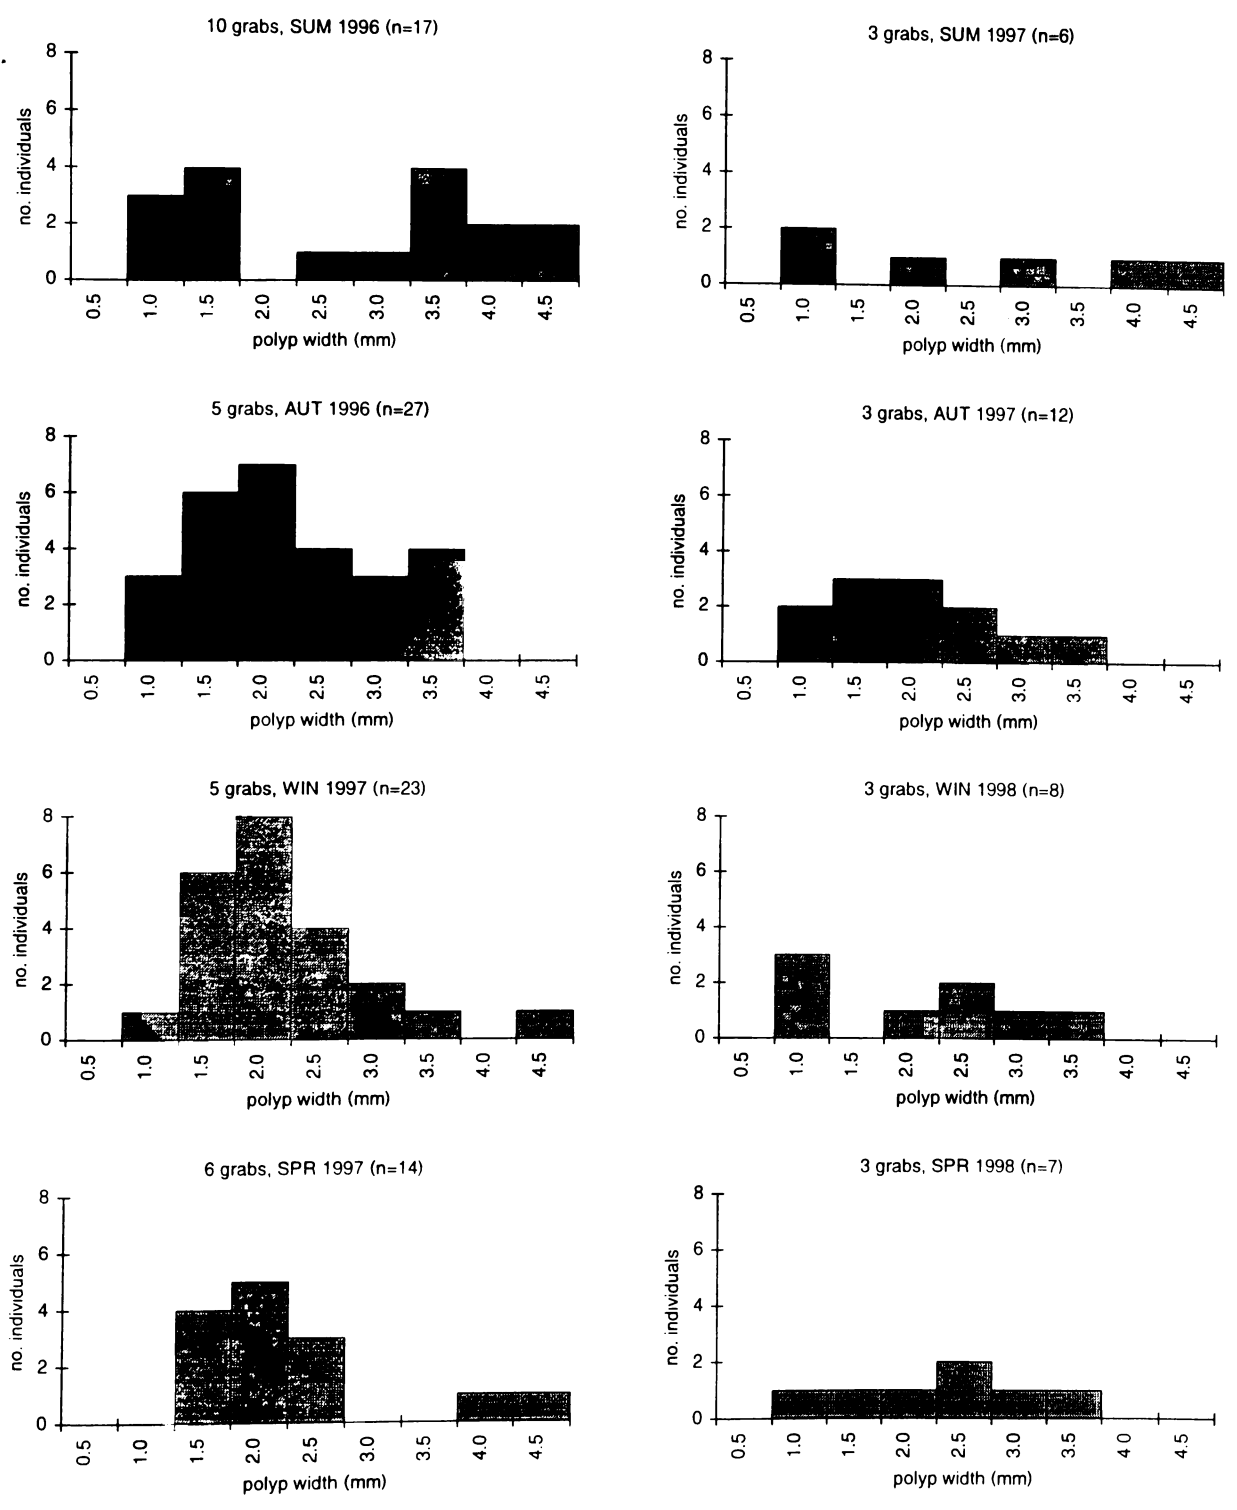 10 grabs, SUM 1996 (n=17)
8
6
4
2
0
no. individuals
0.5 1.0 1.5 2.0 2.5 3.0 3.5 4.0 4.5
polyp width (mm)
3 grabs, SUM 1997 (n=6)
8
6
4
2
0
no. individuals
0.5 1.0 1.5 2.0 2.5 3.0 3.5 4.0 4.5
polyp width (mm)
5 grabs, AUT 1996 (n=27)
8
6
4
2
0
no. individuals
0.5 1.0 1.5 2.0 2.5 3.0 3.5 4.0 4.5
polyp width (mm)
3 grabs, AUT 1997 (n=12)
8
6
4
2
0
no. individuals
0.5 1.0 1.5 2.0 2.5 3.0 3.5 4.0 4.5
polyp width (mm)
5 grabs, WIN 1997 (n=23)
8
6
4
2
0
no. individuals
0.5 1.0 1.5 2.0 2.5 3.0 3.5 4.0 4.5
polyp width (mm)
3 grabs, WIN 1998 (n=8)
8
6
4
2
0
no. individuals
0.5 1.0 1.5 2.0 2.5 3.0 3.5 4.0 4.5
polyp width (mm)
6 grabs, SPR 1997 (n=14)
8
6
4
2
0
no. individuals
0.5 1.0 1.5 2.0 2.5 3.0 3.5 4.0 4.5
polyp width (mm)
3 grabs, SPR 1998 (n=7)
8
6
4
2
0
no. individuals
0.5 1.0 1.5 2.0 2.5 3.0 3.5 4 0 4.5
polyp width (mm)